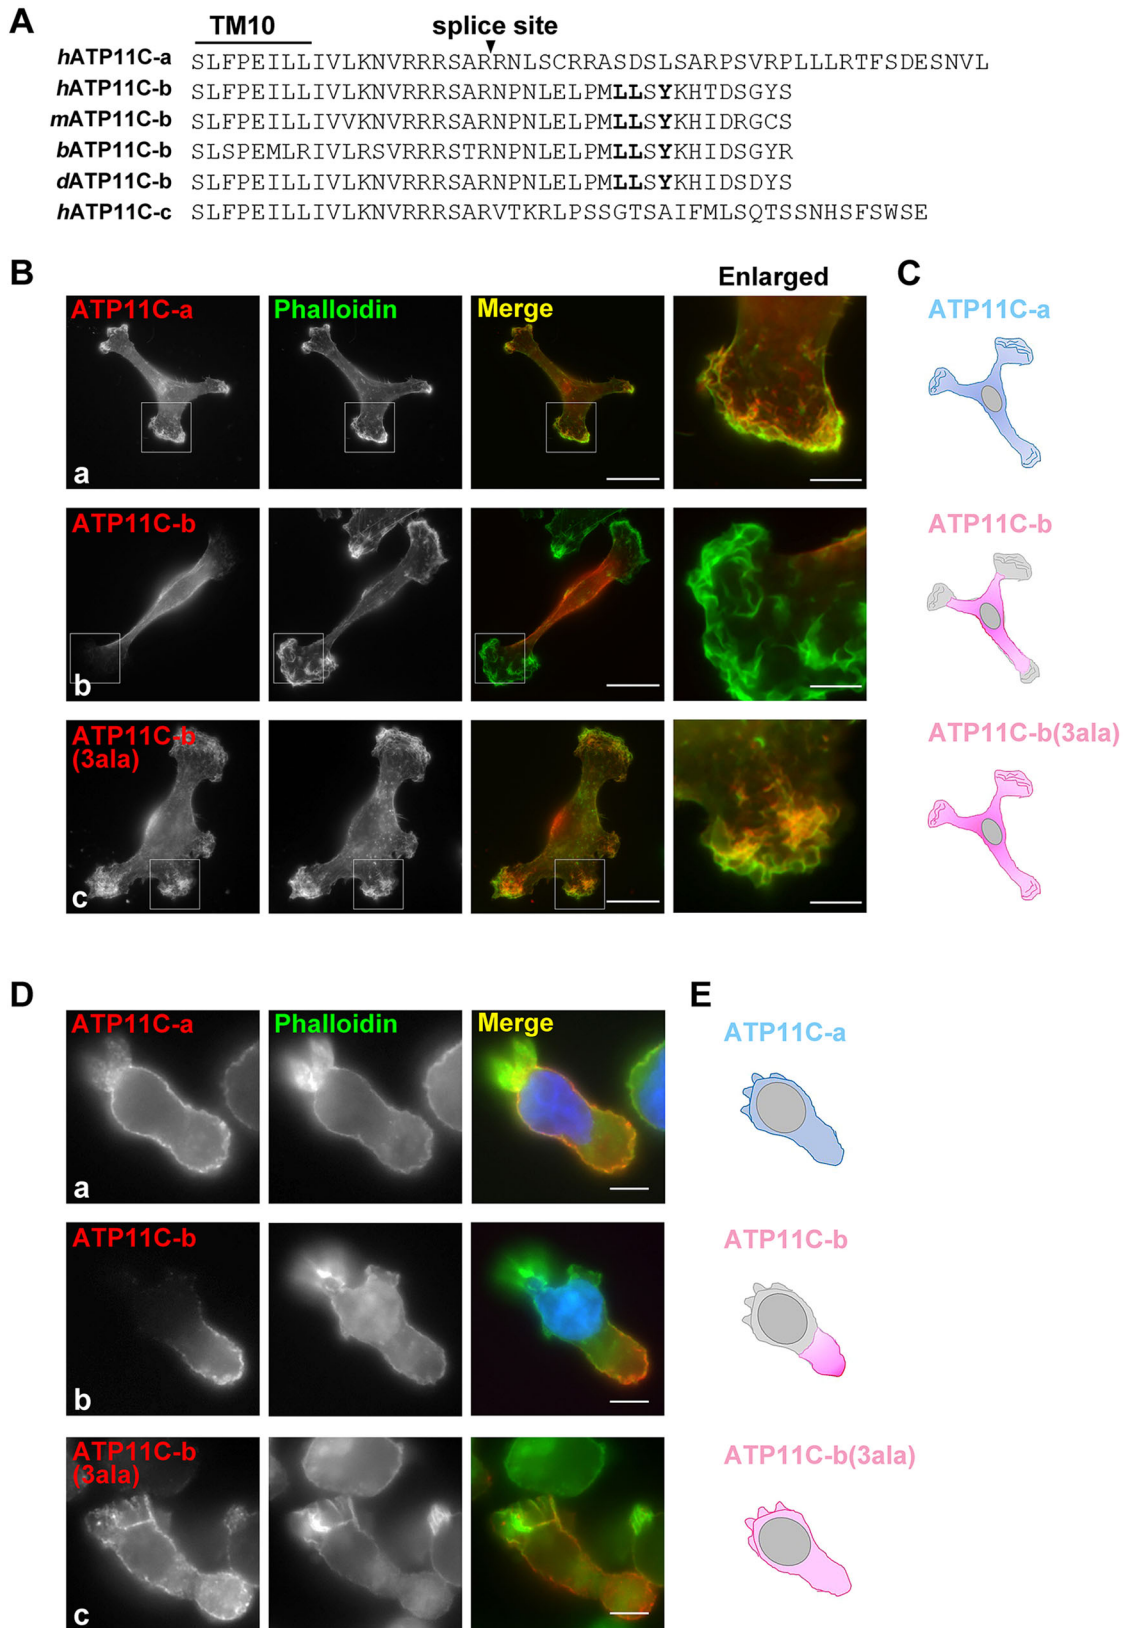 A
TM10
splice site
hATP11C-a SLFPEILLIVLKNVRRRSARRNLSCRRASDSLSARPSVRPLLLRTFSDESNVL
hATP11C-b SLFPEILLIVLKNVRRRSARNPNLELPMLLSYKHTDSGYS
mATP11C-b SLFPEILLIVVKNVRRRSARNPNLELPMLLSYKHIDRGCS
bATP11C-b SLSPEMLRIVLRSVRRRSTRNPNLELPMLLSYKHIDSGYR
dATP11C-b SLFPEILLIVLKNVRRRSARNPNLELPMLLSYKHIDSDYS
hATP11C-c SLFPEILLIVLKNVRRRSARVTKRLPSSGTSAIFMLSQTSSNHSFSWSE
B
Enlarged
C
ATP11C-a
Phalloidin
Merge
ATP11C-a
a
ATP11C-b
ATP11C-b
b
ATP11C-b
(3ala)
ATP11C-b(3ala)
c
D
E
ATP11C-a
Phalloidin
Merge
ATP11C-a
a
ATP11C-b
ATP11C-b
b
ATP11C-b
(3ala)
ATP11C-b(3ala)
c